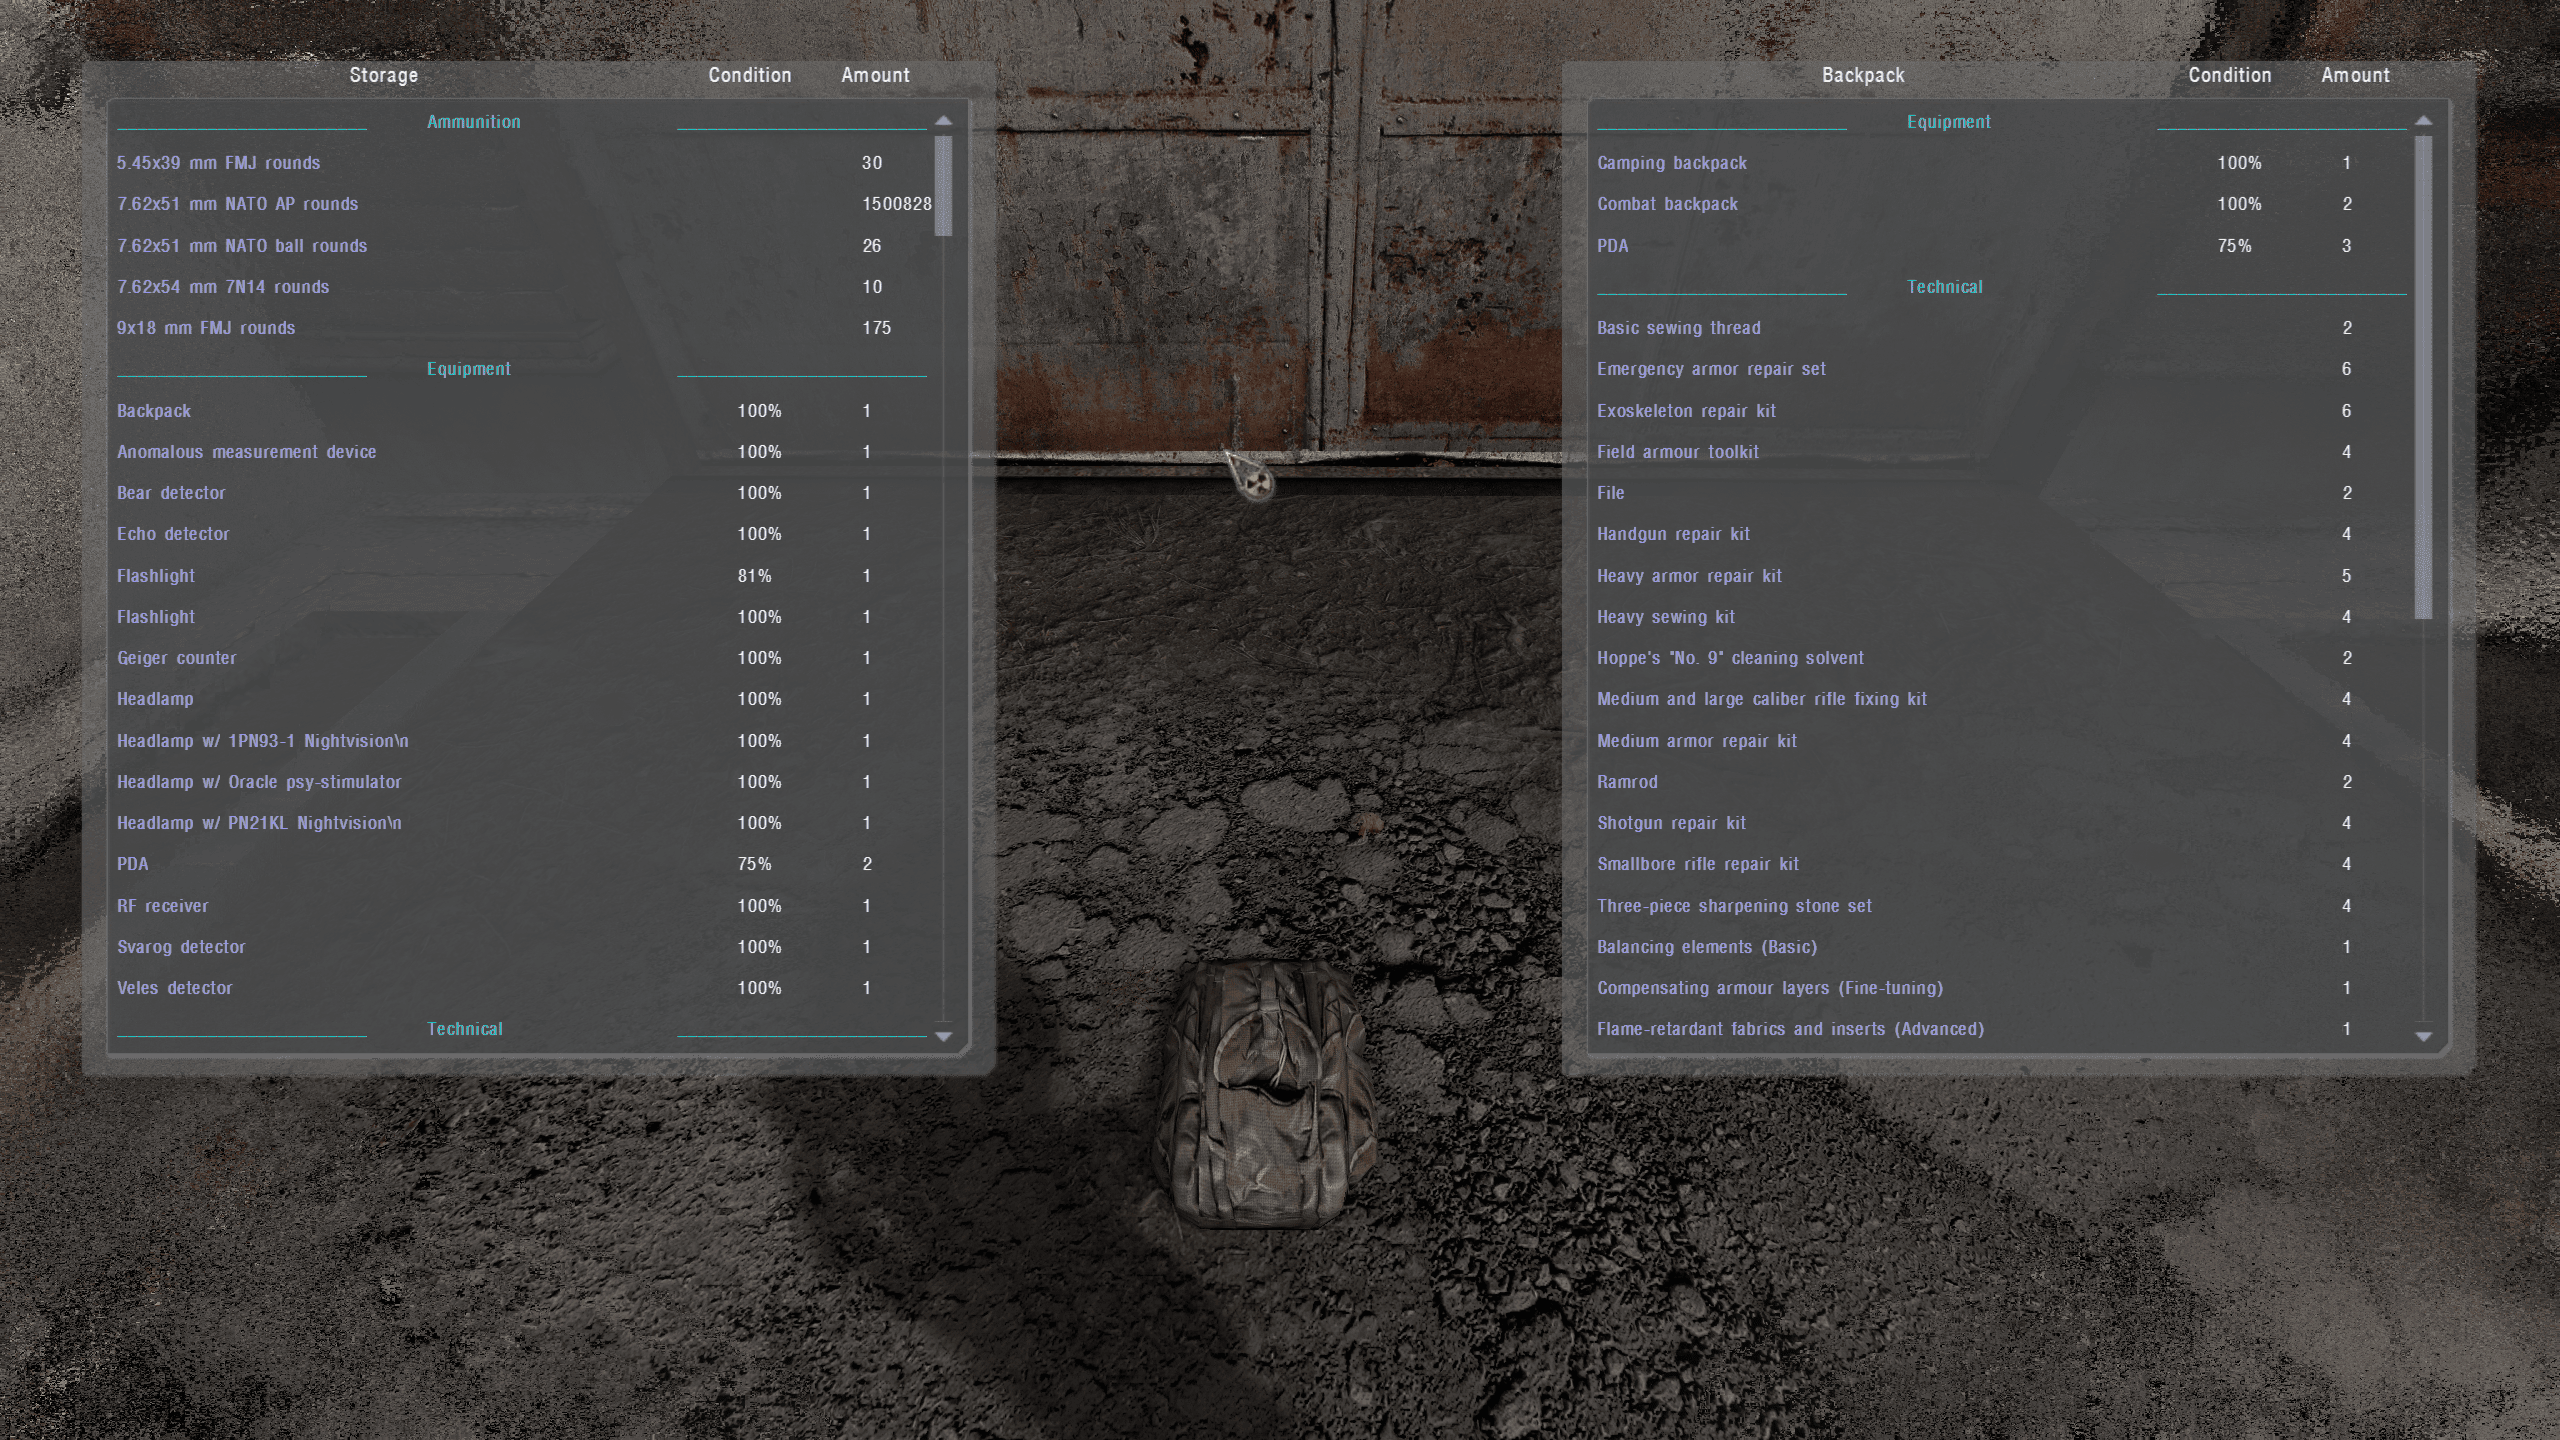 Storage Condition Amount
Ammunition
5.45x39 mm FMJ rounds 30
7.62x51 mm NATO AP rounds 1500828
7.62x51 mm NATO ball rounds 26
7.62x54 mm 7N14 rounds 10
9x18 mm FMJ rounds 175
Equipment
Backpack 100% 1
Anomalous measurement device 100% 1
Bear detector 100% 1
Echo detector 100% 1
Flashlight 81% 1
Flashlight 100% 1
Geiger counter 100% 1
Headlamp 100% 1
Headlamp w/ 1PN93-1 Nightvision\n 100% 1
Headlamp w/ Oracle psy-stimulator 100% 1
Headlamp w/ PN21KL Nightvision\n 100% 1
PDA 75% 2
RF receiver 100% 1
Svarog detector 100% 1
Veles detector 100% 1
Technical
Backpack Condition Amount
Equipment
Camping backpack 100% 1
Combat backpack 100% 2
PDA 75% 3
Technical
Basic sewing thread 2
Emergency armor repair set 6
Exoskeleton repair kit 6
Field armour toolkit 4
File 2
Handgun repair kit 4
Heavy armor repair kit 5
Heavy sewing kit 4
Hoppe's "No. 9" cleaning solvent 2
Medium and large caliber rifle fixing kit 4
Medium armor repair kit 4
Ramrod 2
Shotgun repair kit 4
Smallbore rifle repair kit 4
Three-piece sharpening stone set 4
Balancing elements (Basic) 1
Compensating armour layers (Fine-tuning) 1
Flame-retardant fabrics and inserts (Advanced) 1